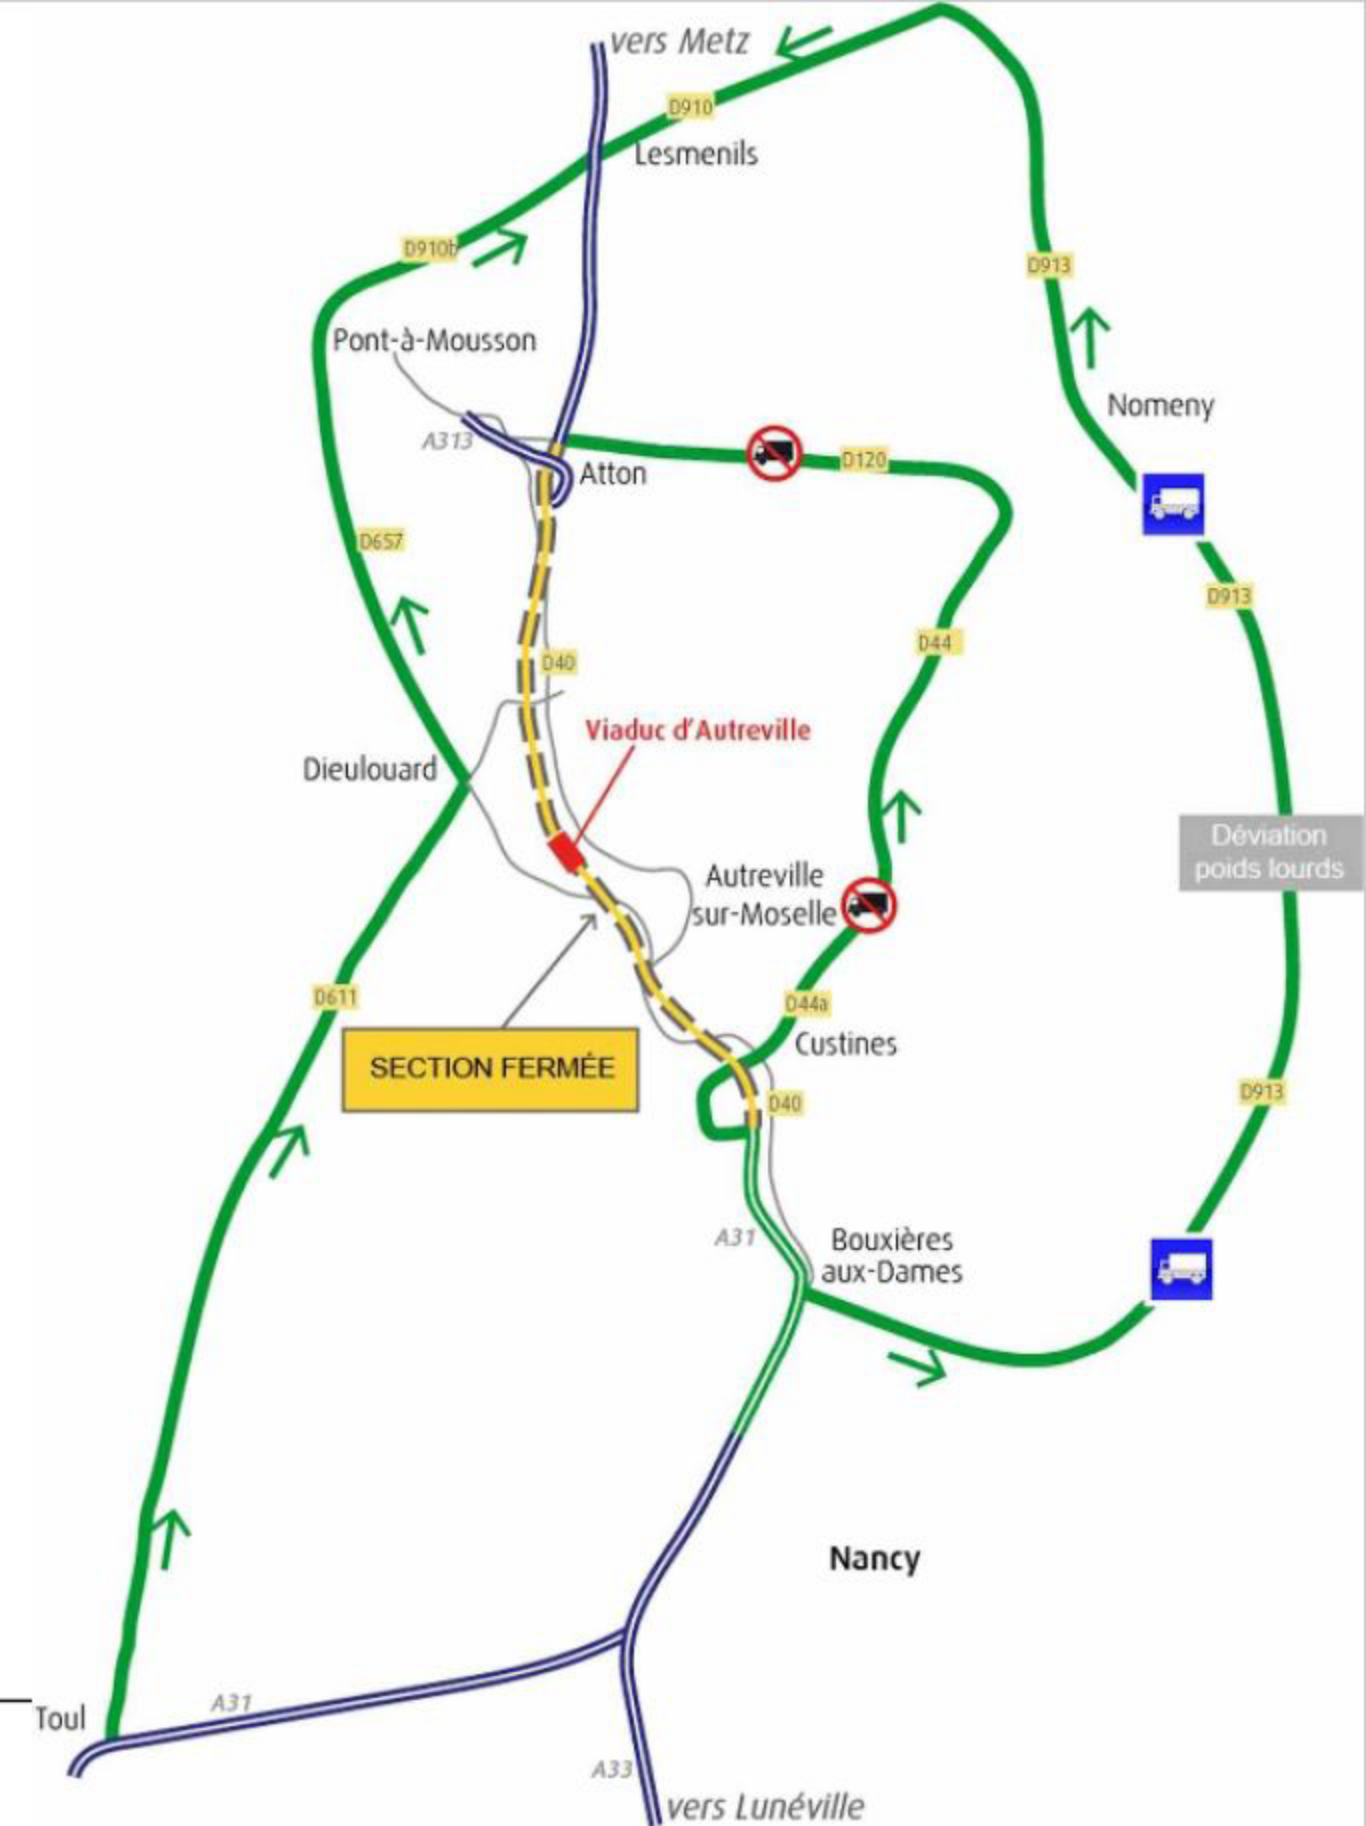 vers Metz
D910
Lesmenils
D910b
D913
Pont-à-Mousson
Nomeny
A313
Atton
D120
D657
D913
D44
D40
Viaduc d'Autreville
Dieulouard
Déviation
poids lourds
Autreville
sur-Moselle
D611
D44a
SECTION FERMÉE
Custines
D40
D913
A31
Bouxières
aux-Dames
Nancy
A31
Toul
A33
vers Lunéville